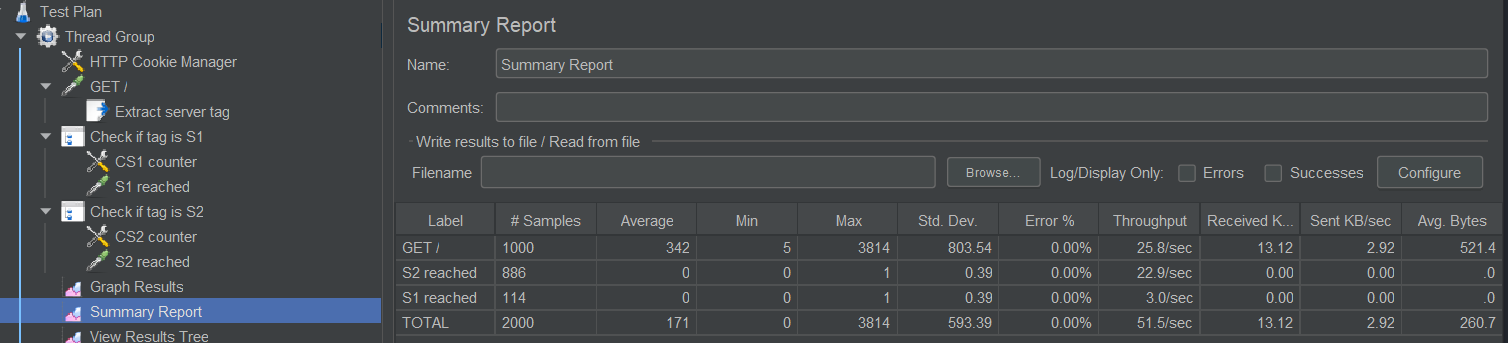 Test Plan
Thread Group
HTTP Cookie Manager
GET /
Extract server tag
Check if tag is S1
CS1 counter
S1 reached
Check if tag is S2
CS2 counter
S2 reached
Graph Results
Summary Report
View Results Tree
Summary Report
Name: Summary Report
Comments:
Write results to file / Read from file
Filename Browse... Log/Display Only: Errors Successes Configure
Label # Samples Average Min Max Std. Dev. Error % Throughput Received K... Sent KB/sec Avg. Bytes
GET / 1000 342 5 3814 803.54 0.00% 25.8/sec 13.12 2.92 521.4
S2 reached 886 0 0 1 0.39 0.00% 22.9/sec 0.00 0.00 .0
S1 reached 114 0 0 1 0.39 0.00% 3.0/sec 0.00 0.00 .0
TOTAL 2000 171 0 3814 593.39 0.00% 51.5/sec 13.12 2.92 260.7